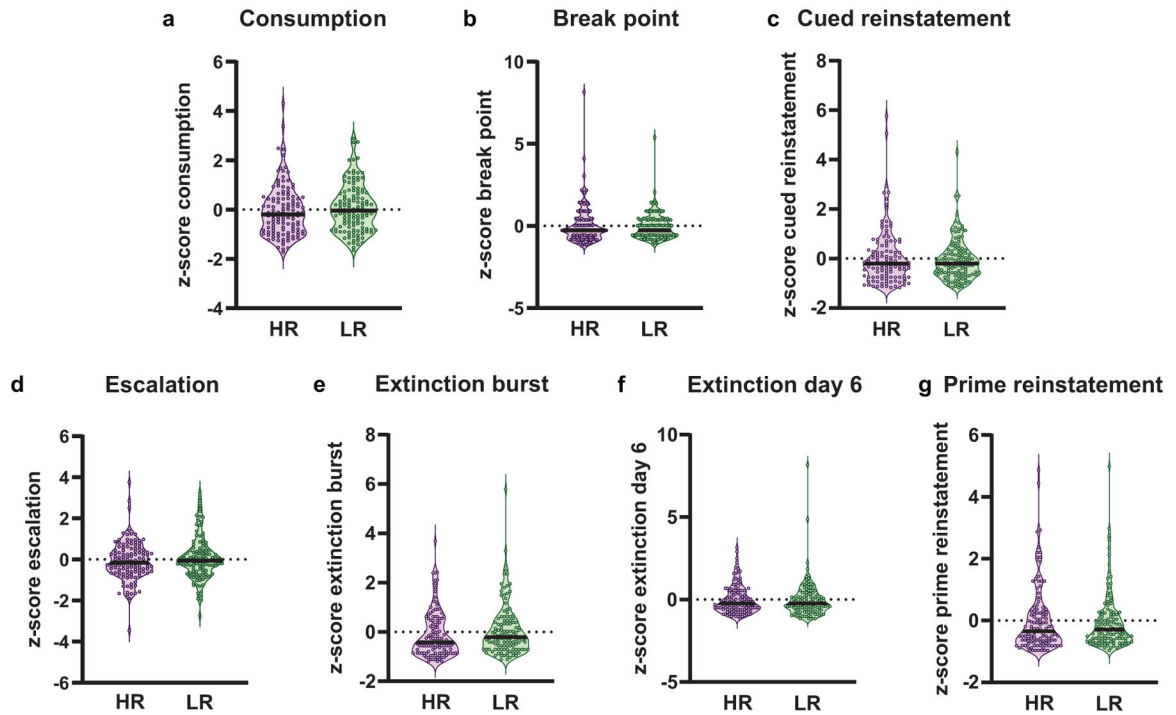 a Consumption
z-score consumption
6
4
2
0
-2
-4
HR LR
b Break point
z-score break point
10
5
0
-5
HR LR
c Cued reinstatement
z-score cued reinstatement
8
6
4
2
0
-2
HR LR
d Escalation
z-score escalation
6
4
2
0
-2
-4
-6
HR LR
e Extinction burst
z-score extinction burst
8
6
4
2
0
-2
HR LR
f Extinction day 6
z-score extinction day 6
10
5
0
-5
HR LR
g Prime reinstatement
z-score prime reinstatement
6
4
2
0
-2
HR LR